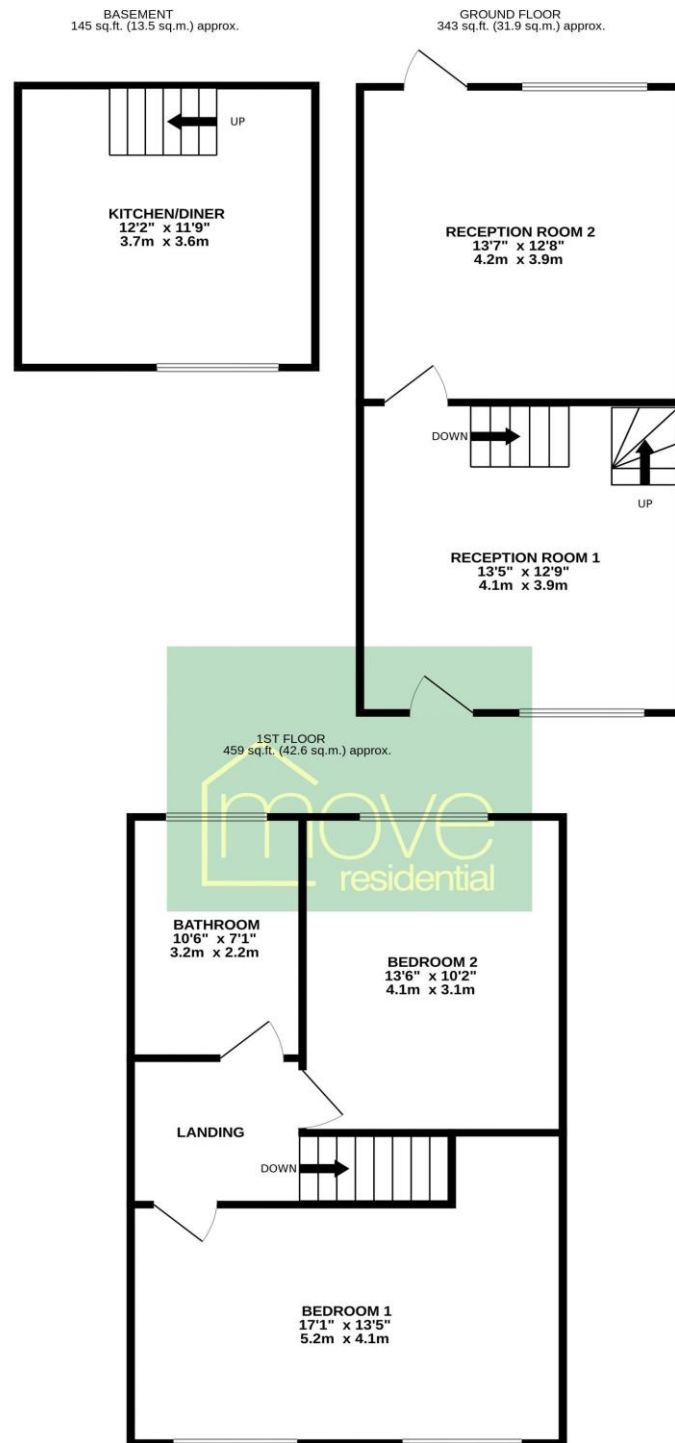 BASEMENT
145 sq.ft. (13.5 sq.m.) approx.
UP
KITCHEN/DINER
12'2" x 11'9"
3.7m x 3.6m
GROUND FLOOR
343 sq.ft. (31.9 sq.m.) approx.
RECEPTION ROOM 2
13'7" x 12'8"
4.2m x 3.9m
DOWN
UP
RECEPTION ROOM 1
13'5" x 12'9"
4.1m x 3.9m
1ST FLOOR
459 sq.ft. (42.6 sq.m.) approx.
move
residential
BATHROOM
10'6" x 7'1"
3.2m x 2.2m
BEDROOM 2
13'6" x 10'2"
4.1m x 3.1m
LANDING
DOWN
BEDROOM 1
17'1" x 13'5"
5.2m x 4.1m